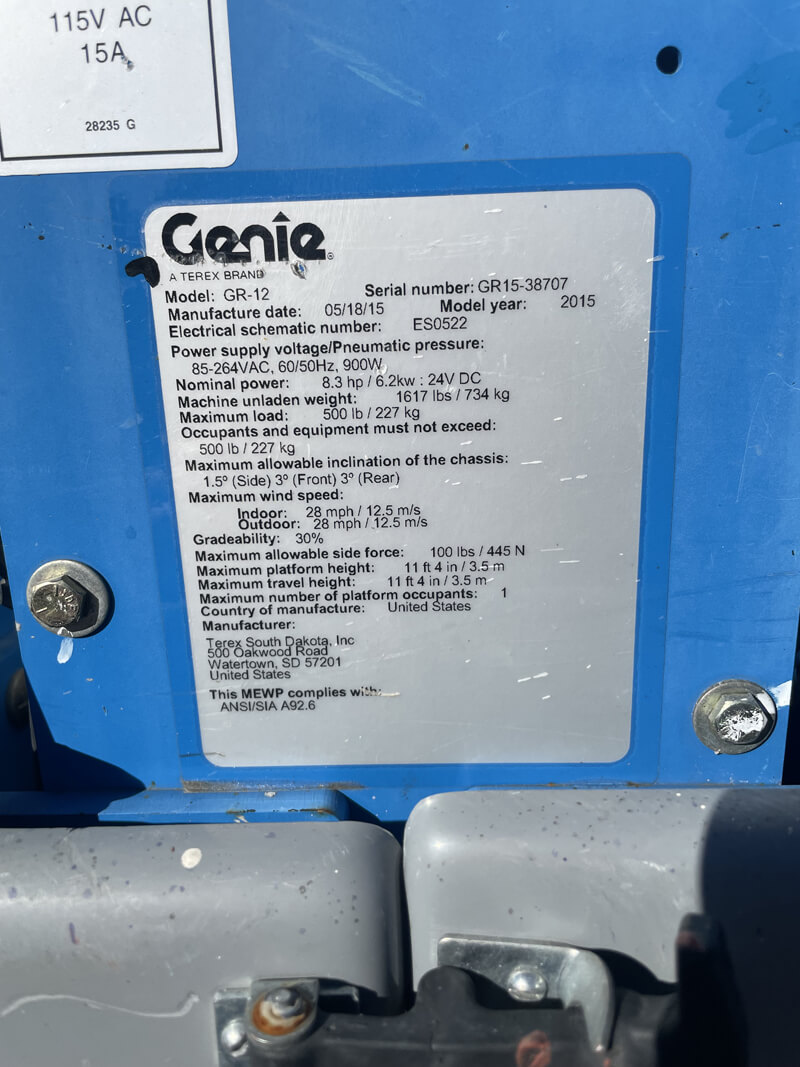 115V AC
15A
28235 G
Genie
A TEREX BRAND
Model: GR-12 Serial number: GR15-38707
Manufacture date: 05/18/15 Model year: 2015
Electrical schematic number: ES0522
Power supply voltage/Pneumatic pressure:
85-264VAC, 60/50Hz, 900W
Nominal power: 8.3 hp / 6.2kw : 24V DC
Machine unladen weight: 1617 lbs / 734 kg
Maximum load: 500 lb / 227 kg
Occupants and equipment must not exceed:
500 lb / 227 kg
Maximum allowable inclination of the chassis:
1.5° (Side) 3° (Front) 3° (Rear)
Maximum wind speed:
Indoor: 28 mph / 12.5 m/s
Outdoor: 28 mph / 12.5 m/s
Gradeability: 30%
Maximum allowable side force: 100 lbs / 445 N
Maximum platform height: 11 ft 4 in / 3.5 m
Maximum travel height: 11 ft 4 in / 3.5 m
Maximum number of platform occupants: 1
Country of manufacture: United States
Manufacturer:
Terex South Dakota, Inc
500 Oakwood Road
Watertown, SD 57201
United States
This MEWP complies with:
ANSI/SIA A92.6